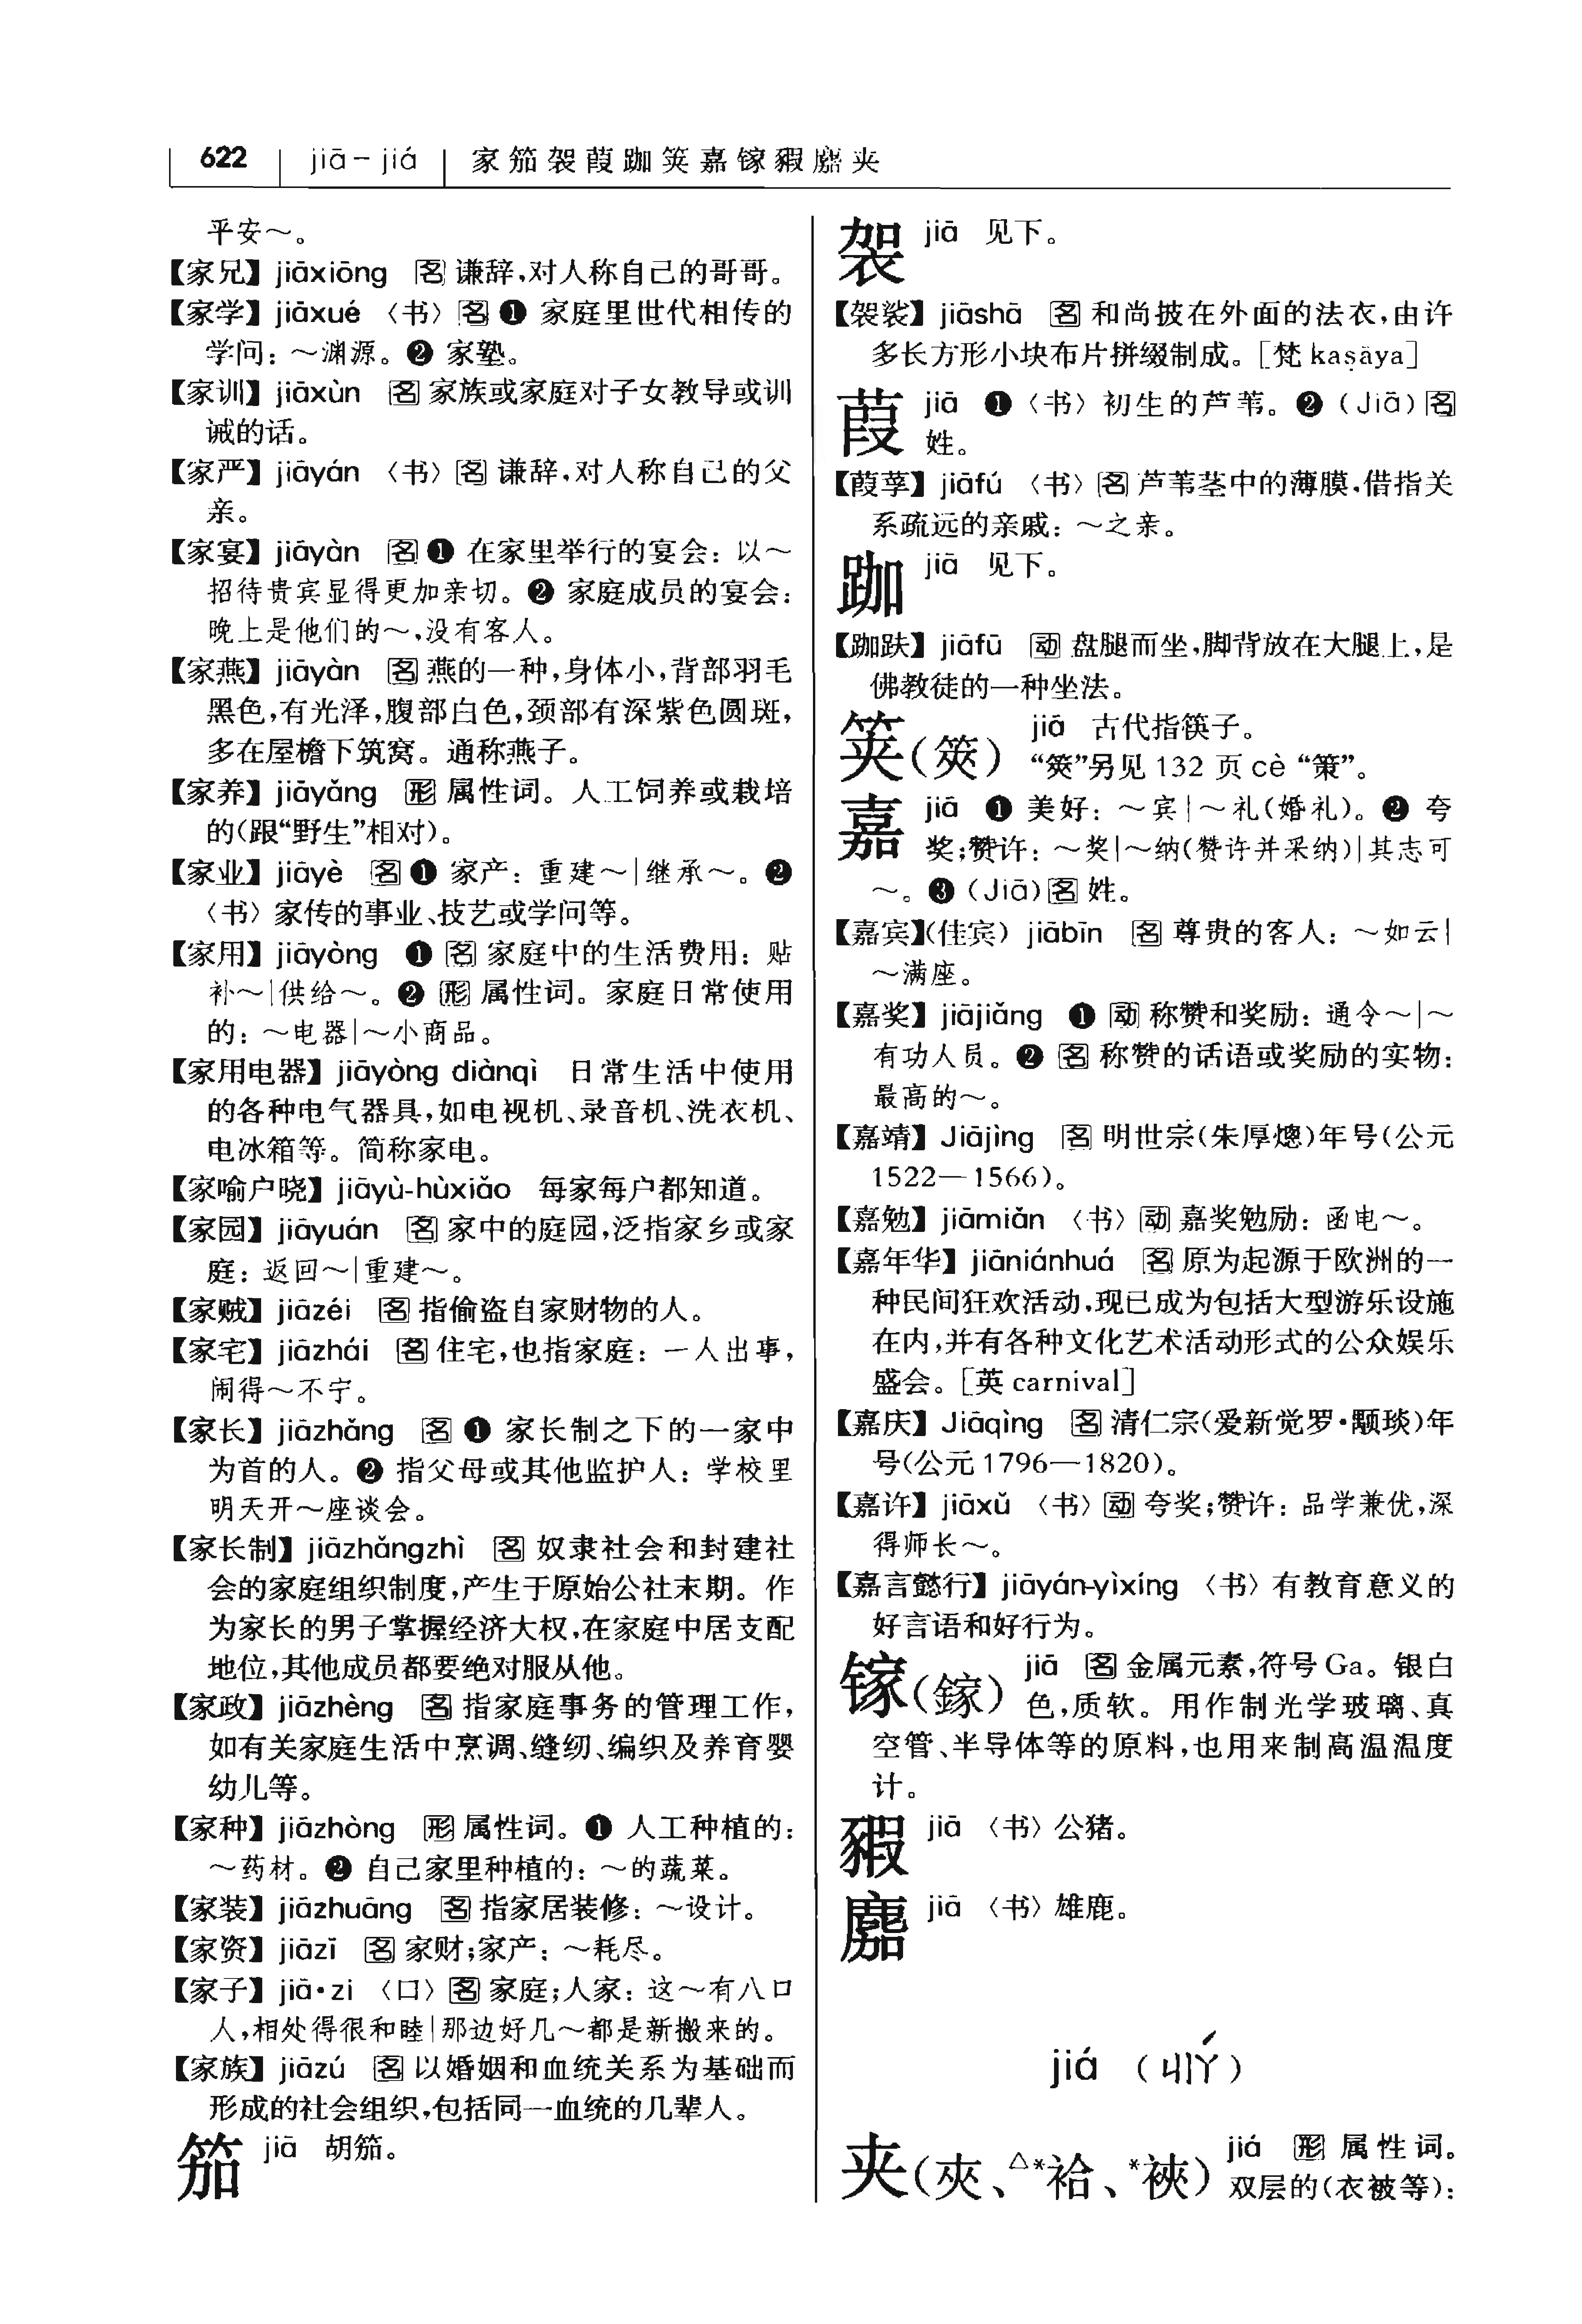 622 jiā－jiá 家笳袈葭跏筴嘉镓豭麚夹
平安～。
【家兄】jiāxiōng 名 谦辞，对人称自己的哥哥。
【家学】jiāxué 〈书〉名 ❶ 家庭里世代相传的
学问：～渊源。❷ 家塾。
【家训】jiāxùn 名 家族或家庭对子女教导或训
诫的话。
【家严】jiāyán 〈书〉名 谦辞，对人称自己的父
亲。
【家宴】jiāyàn 名 ❶ 在家里举行的宴会：以～
招待贵宾显得更加亲切。❷ 家庭成员的宴会：
晚上是他们的～，没有客人。
【家燕】jiāyàn 名 燕的一种，身体小，背部羽毛
黑色，有光泽，腹部白色，颈部有深紫色圆斑，
多在屋檐下筑窝。通称燕子。
【家养】jiāyǎng 形 属性词。人工饲养或栽培
的（跟“野生”相对）。
【家业】jiāyè 名 ❶ 家产：重建～|继承～。❷
〈书〉家传的事业、技艺或学问等。
【家用】jiāyòng ❶ 名 家庭中的生活费用：贴
补～|供给～。❷ 形 属性词。家庭日常使用
的：～电器|～小商品。
【家用电器】jiāyòng diànqì 日常生活中使用
的各种电气器具，如电视机、录音机、洗衣机、
电冰箱等。简称家电。
【家喻户晓】jiāyù-hùxiǎo 每家每户都知道。
【家园】jiāyuán 名 家中的庭园，泛指家乡或家
庭：返回～|重建～。
【家贼】jiāzéi 名 指偷盗自家财物的人。
【家宅】jiāzhái 名 住宅，也指家庭：一人出事，
闹得～不宁。
【家长】jiāzhǎng 名 ❶ 家长制之下的一家中
为首的人。❷ 指父母或其他监护人：学校里
明天开～座谈会。
【家长制】jiāzhǎngzhì 名 奴隶社会和封建社
会的家庭组织制度，产生于原始公社末期。作
为家长的男子掌握经济大权，在家庭中居支配
地位，其他成员都要绝对服从他。
【家政】jiāzhèng 名 指家庭事务的管理工作，
如有关家庭生活中烹调、缝纫、编织及养育婴
幼儿等。
【家种】jiāzhòng 形 属性词。❶ 人工种植的：
～药材。❷ 自己家里种植的：～的蔬菜。
【家装】jiāzhuāng 名 指家居装修：～设计。
【家资】jiāzī 名 家财；家产：～耗尽。
【家子】jiā·zi 〈口〉名 家庭；人家：这～有八口
人，相处得很和睦|那边好几～都是新搬来的。
【家族】jiāzú 名 以婚姻和血统关系为基础而
形成的社会组织，包括同一血统的几辈人。
笳 jiā 胡笳。
袈 jiā 见下。
【袈裟】jiāshā 名 和尚披在外面的法衣，由许
多长方形小块布片拼缀制成。[梵 kaṣāya]
葭 jiā ❶〈书〉初生的芦苇。❷（Jiā）名
姓。
【葭莩】jiāfú 〈书〉名 芦苇茎中的薄膜，借指关
系疏远的亲戚：～之亲。
跏 jiā 见下。
【跏趺】jiāfū 动 盘腿而坐，脚背放在大腿上，是
佛教徒的一种坐法。
䇲（筴） jiā 古代指筷子。
“筴”另见 132 页 cè “策”。
嘉 jiā ❶ 美好：～宾|～礼（婚礼）。❷ 夸
奖；赞许：～奖|～纳（赞许并采纳）|其志可
～。❸（Jiā）名 姓。
【嘉宾】（佳宾）jiābīn 名 尊贵的客人：～如云|
～满座。
【嘉奖】jiājiǎng ❶ 动 称赞和奖励：通令～|～
有功人员。❷ 名 称赞的话语或奖励的实物：
最高的～。
【嘉靖】Jiājìng 名 明世宗（朱厚熜）年号（公元
1522—1566）。
【嘉勉】jiāmiǎn 〈书〉动 嘉奖勉励：函电～。
【嘉年华】jiāniánhuá 名 原为起源于欧洲的一
种民间狂欢活动，现已成为包括大型游乐设施
在内，并有各种文化艺术活动形式的公众娱乐
盛会。[英 carnival]
【嘉庆】Jiāqìng 名 清仁宗（爱新觉罗·颙琰）年
号（公元 1796—1820）。
【嘉许】jiāxǔ 〈书〉动 夸奖；赞许：品学兼优，深
得师长～。
【嘉言懿行】jiāyán-yìxíng 〈书〉有教育意义的
好言语和好行为。
镓（鎵） jiā 名 金属元素，符号 Ga。银白
色，质软。用作制光学玻璃、真
空管、半导体等的原料，也用来制高温温度
计。
豭 jiā 〈书〉公猪。
麚 jiā 〈书〉雄鹿。
jiá （ㄐㄧㄚˊ）
夹（夾、△*袷、*裌） jiá 形 属性词。
双层的（衣被等）：